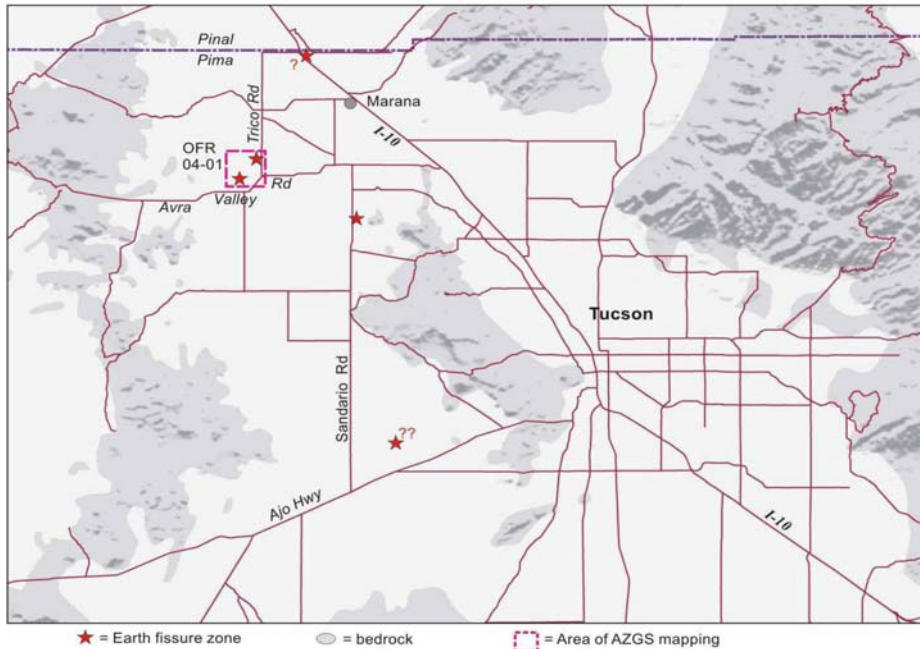 Pinal
Pima
?
Marana
Trico Rd
I-10
OFR
04-01
Rd
Valley
Avra
Tucson
Sandario Rd
??
Ajo Hwy
I-10
= Earth fissure zone
= bedrock
= Area of AZGS mapping